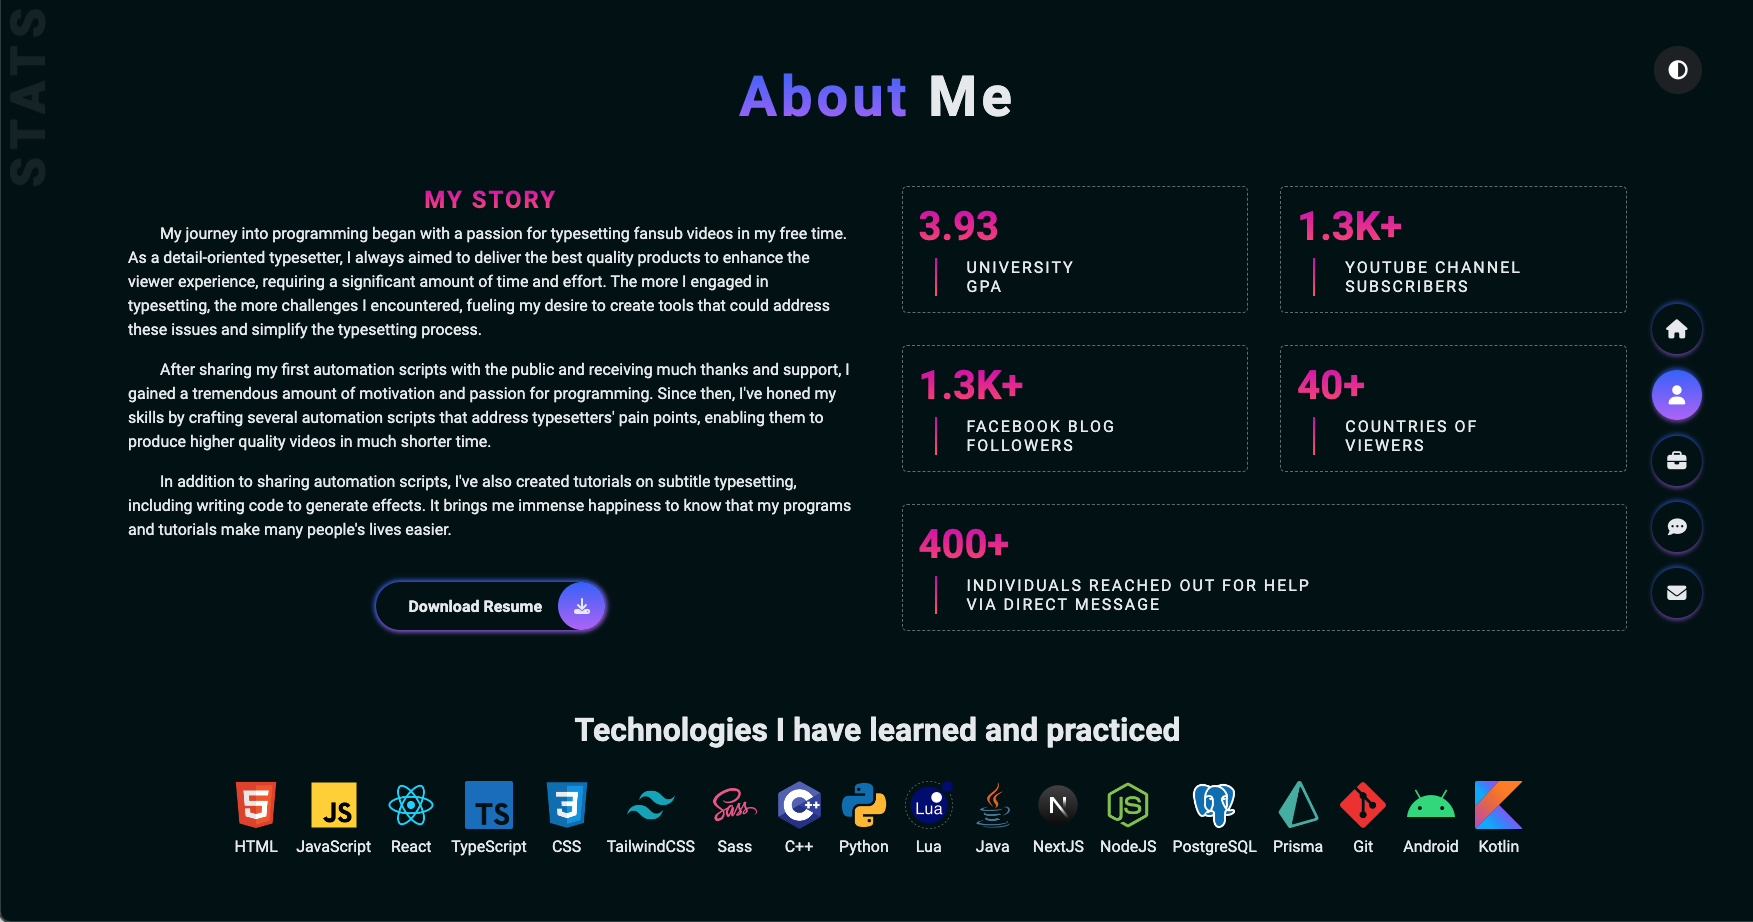 STATS
About Me
MY STORY
My journey into programming began with a passion for typesetting fansub videos in my free time.
As a detail-oriented typesetter, I always aimed to deliver the best quality products to enhance the
viewer experience, requiring a significant amount of time and effort. The more I engaged in
typesetting, the more challenges I encountered, fueling my desire to create tools that could address
these issues and simplify the typesetting process.
After sharing my first automation scripts with the public and receiving much thanks and support, I
gained a tremendous amount of motivation and passion for programming. Since then, I've honed my
skills by crafting several automation scripts that address typesetters' pain points, enabling them to
produce higher quality videos in much shorter time.
In addition to sharing automation scripts, I've also created tutorials on subtitle typesetting,
including writing code to generate effects. It brings me immense happiness to know that my programs
and tutorials make many people's lives easier.
Download Resume
3.93
UNIVERSITY
GPA
1.3K+
YOUTUBE CHANNEL
SUBSCRIBERS
1.3K+
FACEBOOK BLOG
FOLLOWERS
40+
COUNTRIES OF
VIEWERS
400+
INDIVIDUALS REACHED OUT FOR HELP
VIA DIRECT MESSAGE
Technologies I have learned and practiced
5 JS TS 3 Sass C++ Lua N JS
HTML JavaScript React TypeScript CSS TailwindCSS Sass C++ Python Lua Java NextJS NodeJS PostgreSQL Prisma Git Android Kotlin